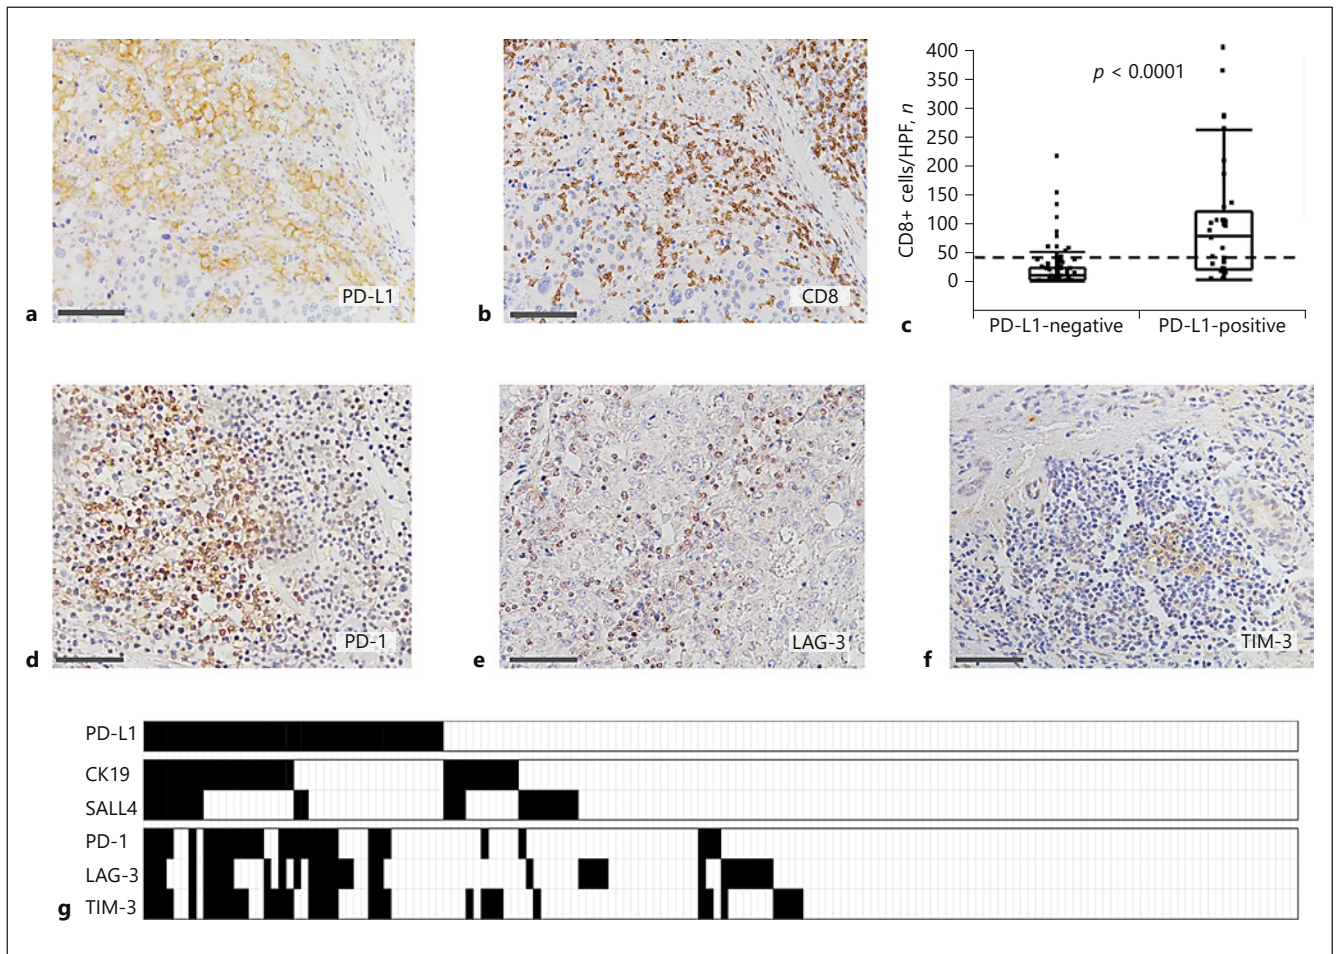 PD-L1
a
CD8
b
400
350
300
250
200
150
100
50
0
CD8+ cells/HPF, n
p < 0.0001
PD-L1-negative
PD-L1-positive
c
PD-1
d
LAG-3
e
TIM-3
f
PD-L1
CK19
SALL4
PD-1
LAG-3
TIM-3
g